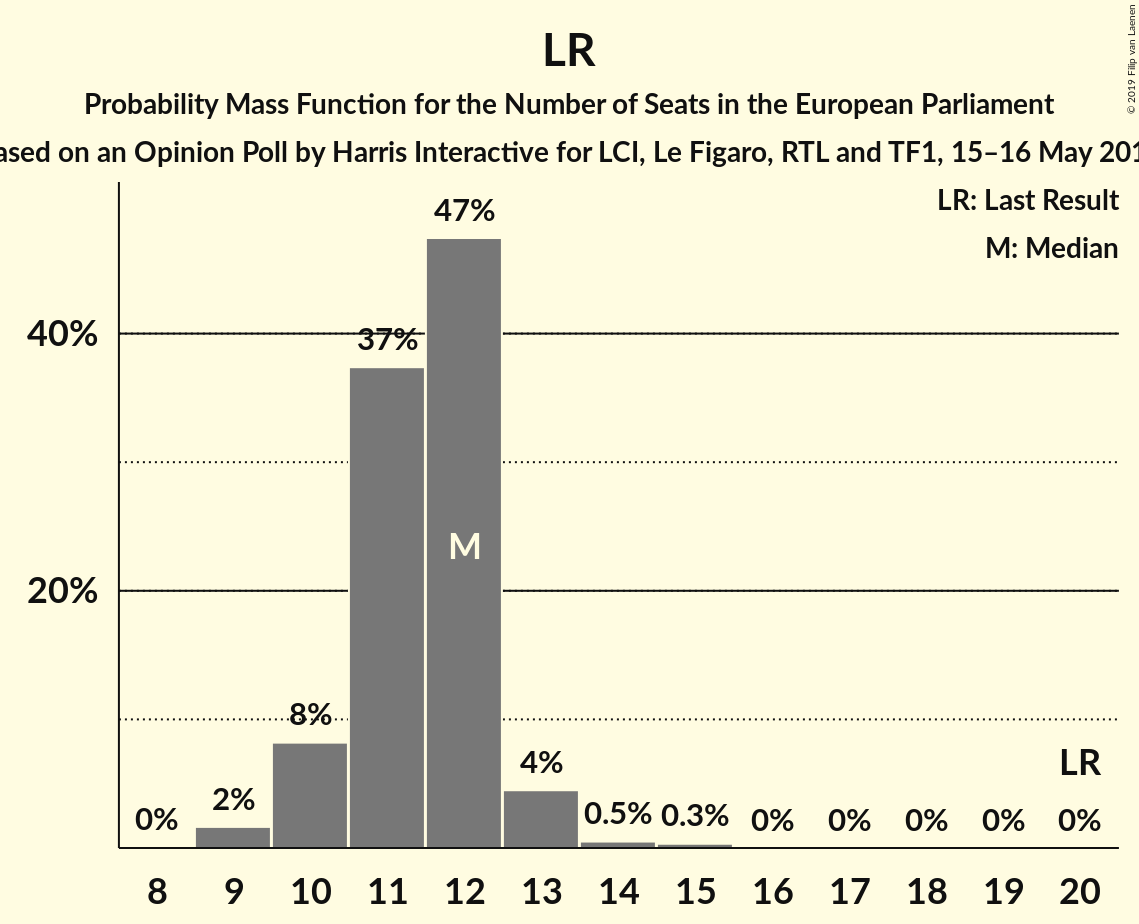 LR
Probability Mass Function for the Number of Seats in the European Parliament
ased on an Opinion Poll by Harris Interactive for LCI, Le Figaro, RTL and TF1, 15–16 May 201
© 2019 Filip van Laenen
LR: Last Result
M: Median
40%
20%
0%
2%
8%
37%
47%
M
4%
0.5%
0.3%
0%
0%
0%
0%
LR
0%
8 9 10 11 12 13 14 15 16 17 18 19 20